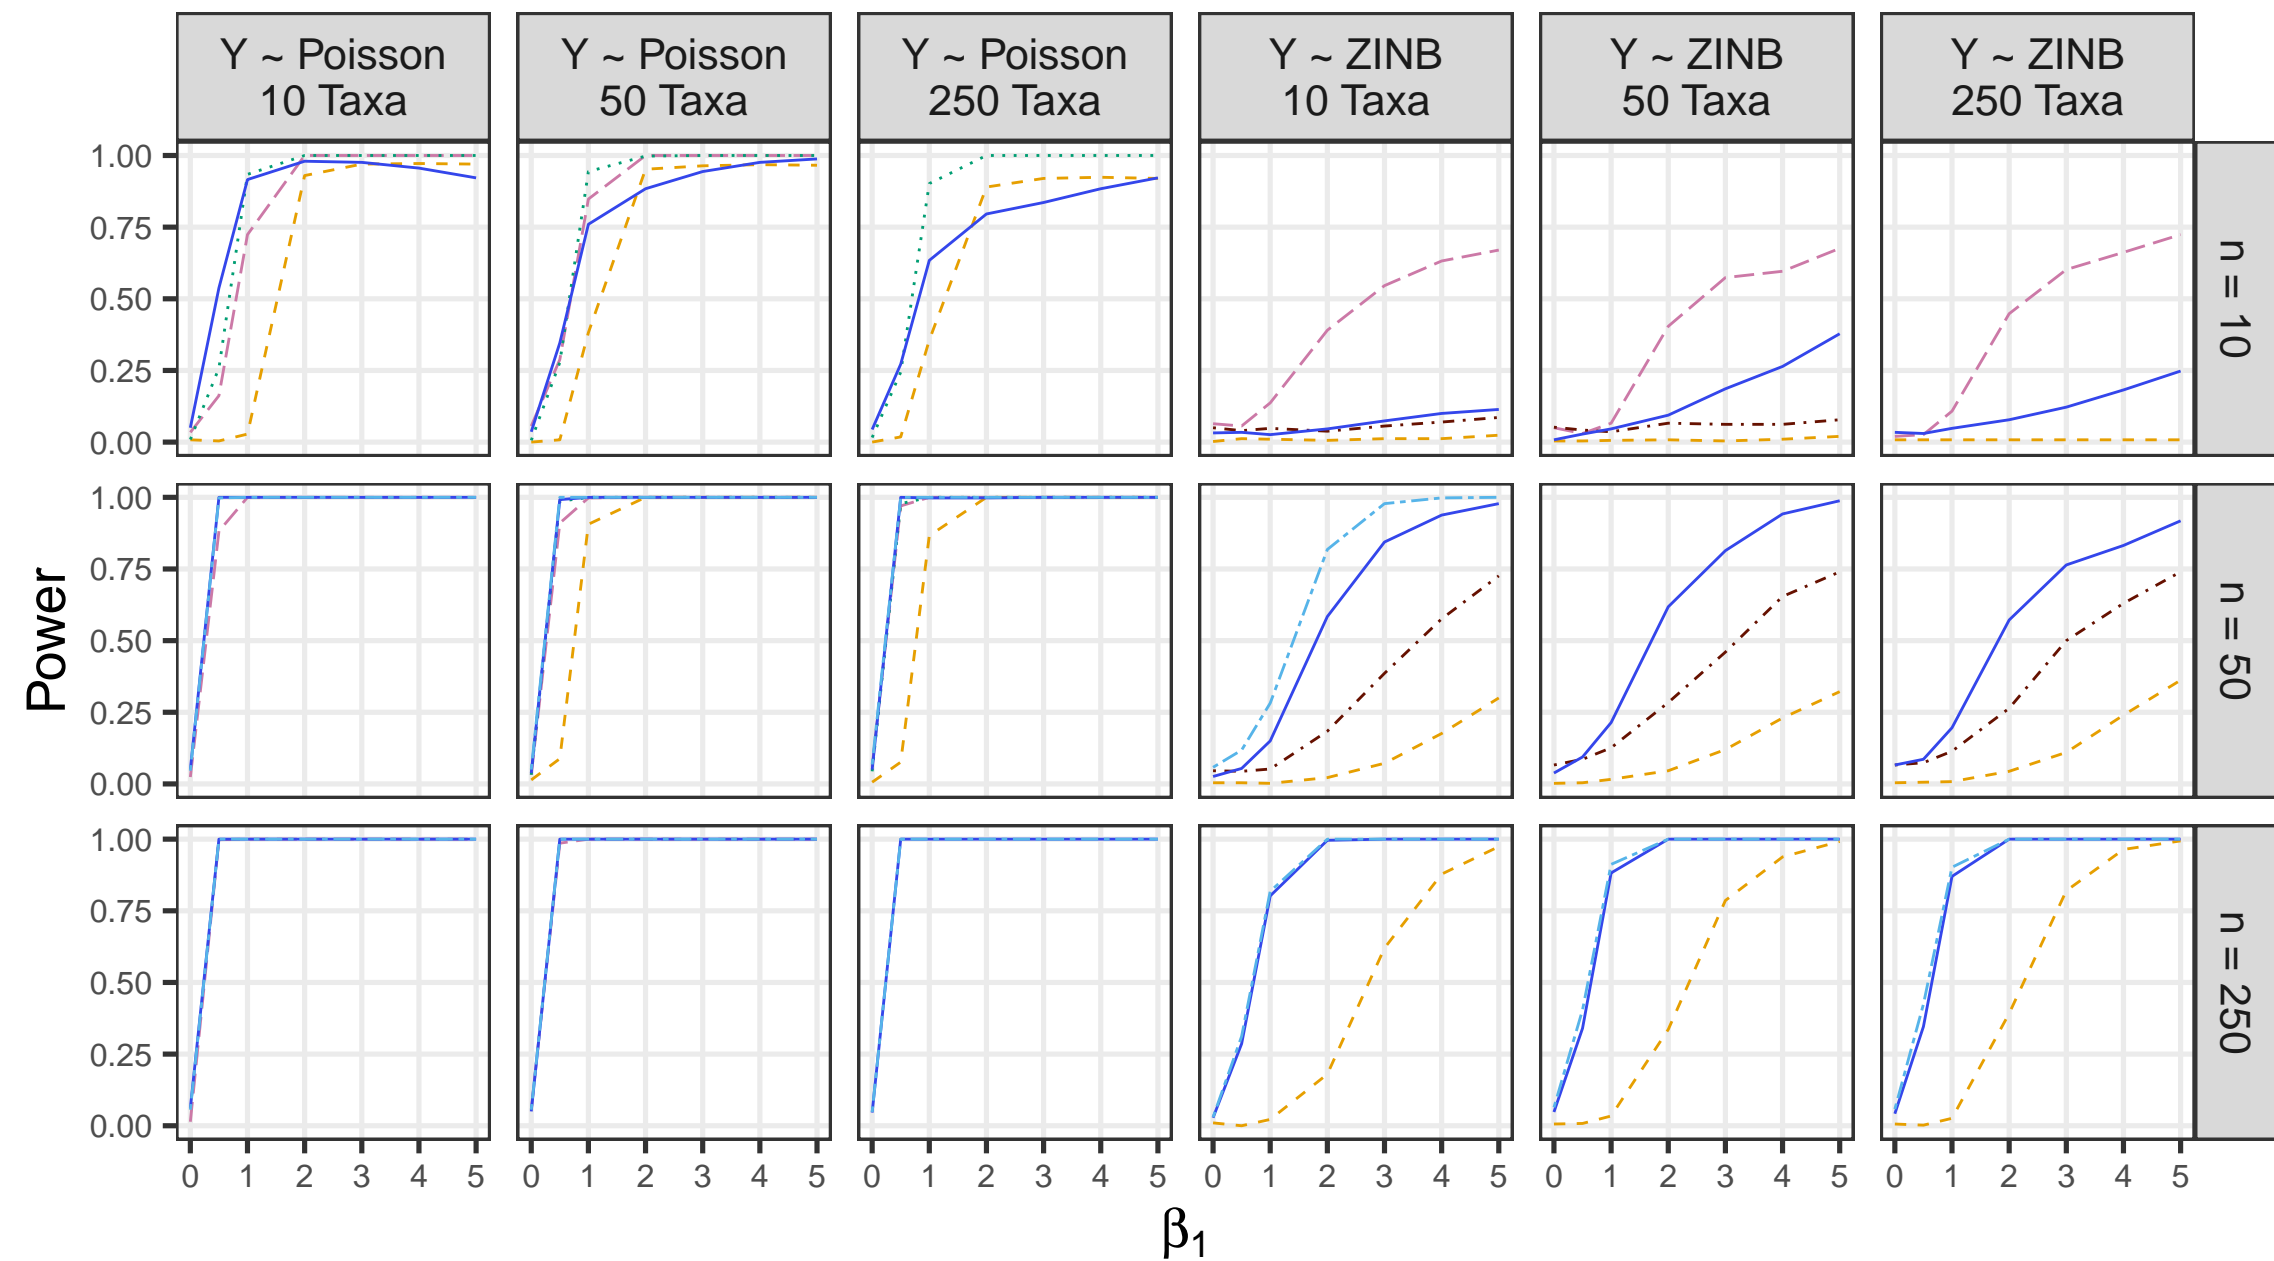 Y ~ Poisson
10 Taxa
Y ~ Poisson
50 Taxa
Y ~ Poisson
250 Taxa
Y ~ ZINB
10 Taxa
Y ~ ZINB
50 Taxa
Y ~ ZINB
250 Taxa
1.00
0.75
0.50
0.25
0.00
n = 10
1.00
0.75
0.50
0.25
0.00
n = 50
Power
1.00
0.75
0.50
0.25
0.00
n = 250
0 1 2 3 4 5
0 1 2 3 4 5
0 1 2 3 4 5
0 1 2 3 4 5
0 1 2 3 4 5
0 1 2 3 4 5
β₁